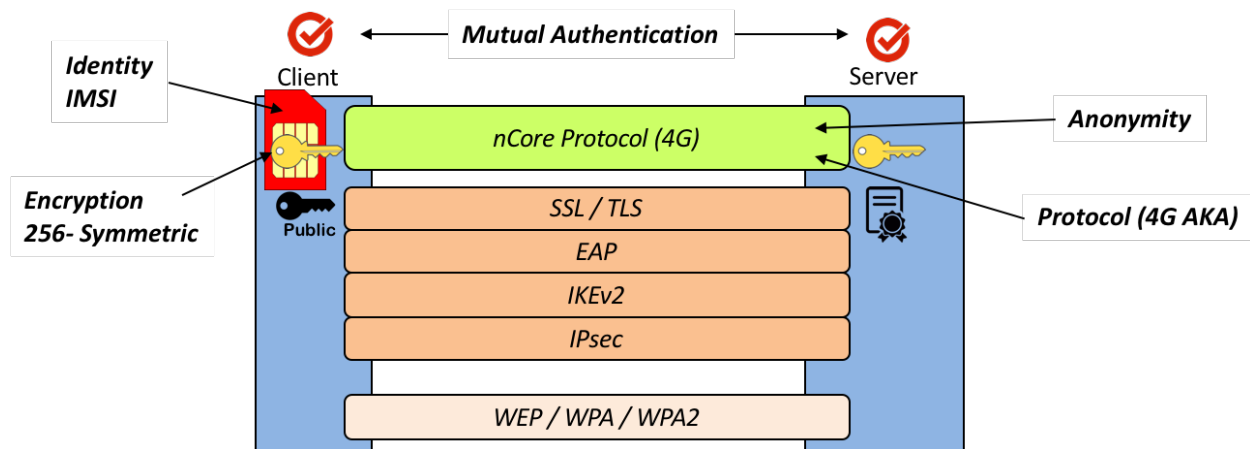 Mutual Authentication
Identity
IMSI
Client
Server
nCore Protocol (4G)
Anonymity
Encryption
256- Symmetric
Public
SSL / TLS
Protocol (4G AKA)
EAP
IKEv2
IPsec
WEP / WPA / WPA2